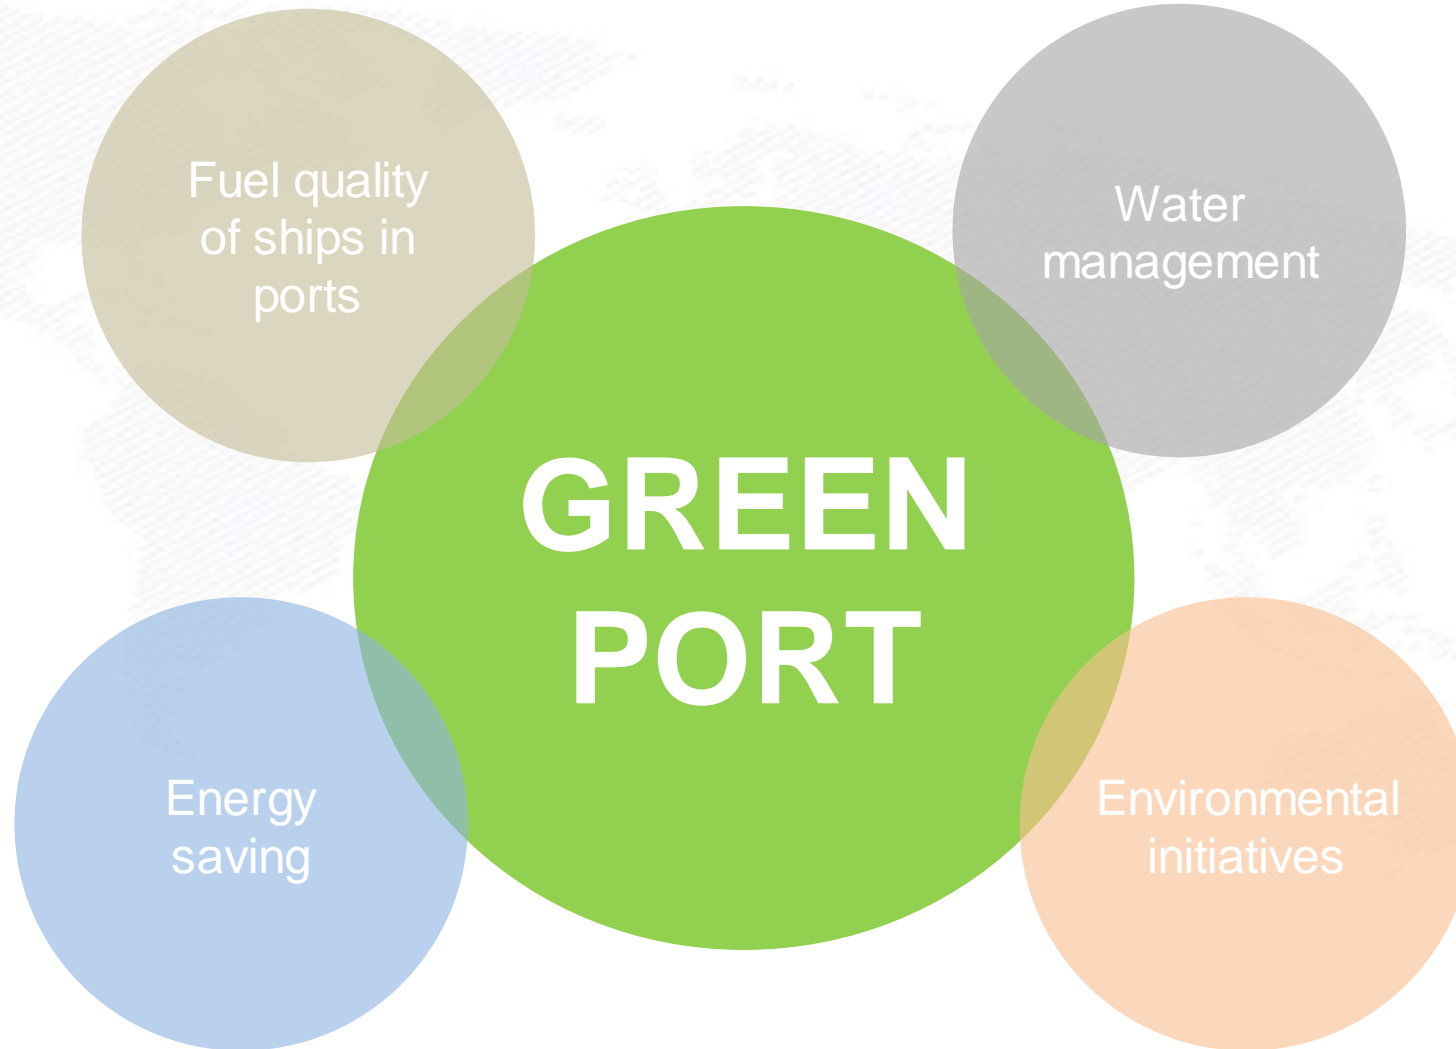 Fuel quality
of ships in
ports
Water
management
GREEN
PORT
Energy
saving
Environmental
initiatives